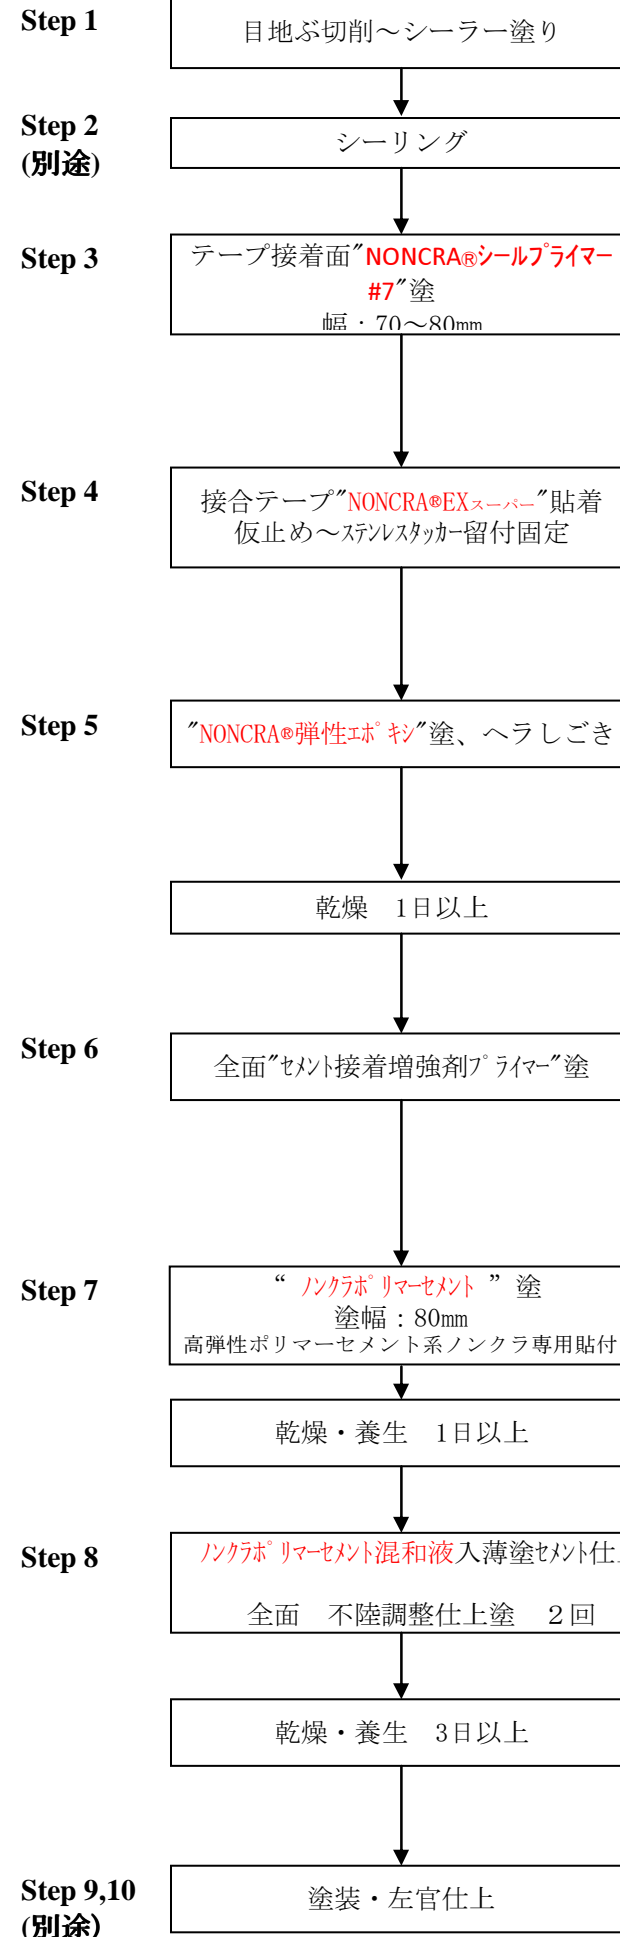 Step 1
目地ぶ切削～シーラー塗り
Step 2
(別途)
シーリング
Step 3
テープ接着面"NONCRA®シールプライマー
#7"塗
幅：70～80mm
Step 4
接合テープ"NONCRA®EXスーパー"貼着
仮止め～ステンレスタッカー留付固定
Step 5
"NONCRA®弾性エポキシ"塗、ヘラしごき
乾燥　1日以上
Step 6
全面"セメント接着増強剤プライマー"塗
Step 7
“ ノンクラポリマーセメント ”塗
塗幅：80mm
高弾性ポリマーセメント系ノンクラ専用貼付
乾燥・養生　1日以上
Step 8
ノンクラポリマーセメント混和液入薄塗セメント仕
全面　不陸調整仕上塗　２回
乾燥・養生　3日以上
Step 9,10
(別途)
塗装・左官仕上